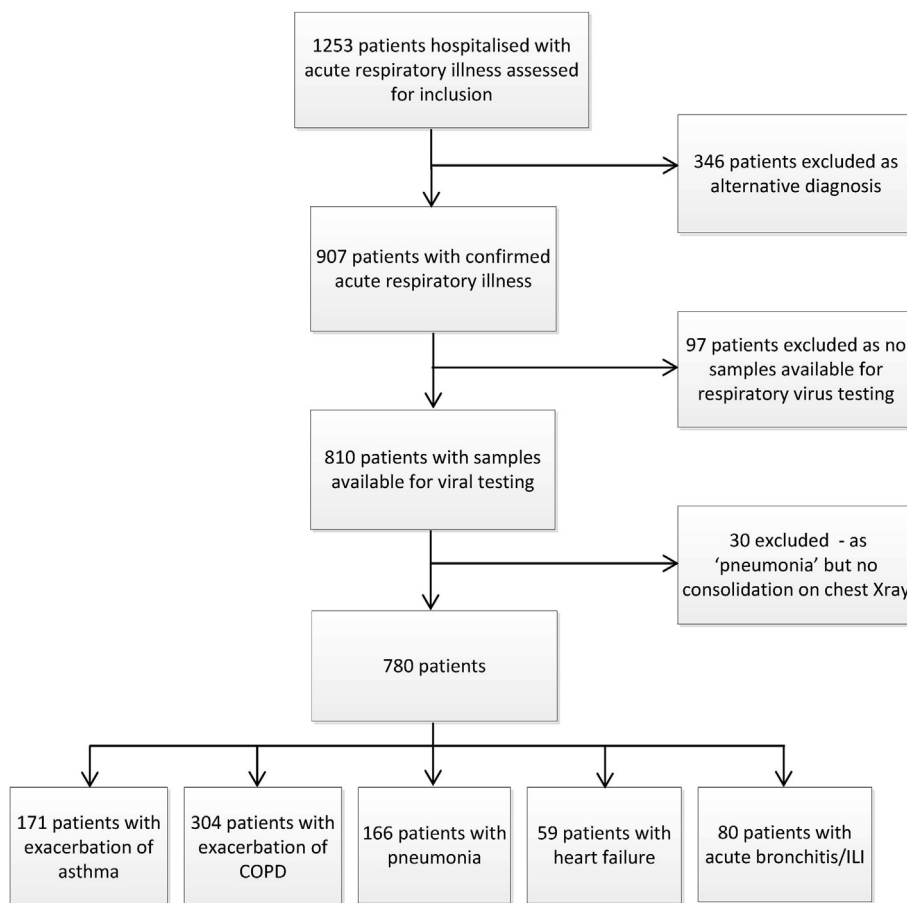 1253 patients hospitalised with
acute respiratory illness assessed
for inclusion
346 patients excluded as
alternative diagnosis
907 patients with confirmed
acute respiratory illness
97 patients excluded as no
samples available for
respiratory virus testing
810 patients with samples
available for viral testing
30 excluded - as
‘pneumonia’ but no
consolidation on chest Xray
780 patients
171 patients with
exacerbation of
asthma
304 patients with
exacerbation of
COPD
166 patients with
pneumonia
59 patients with
heart failure
80 patients with
acute bronchitis/ILI